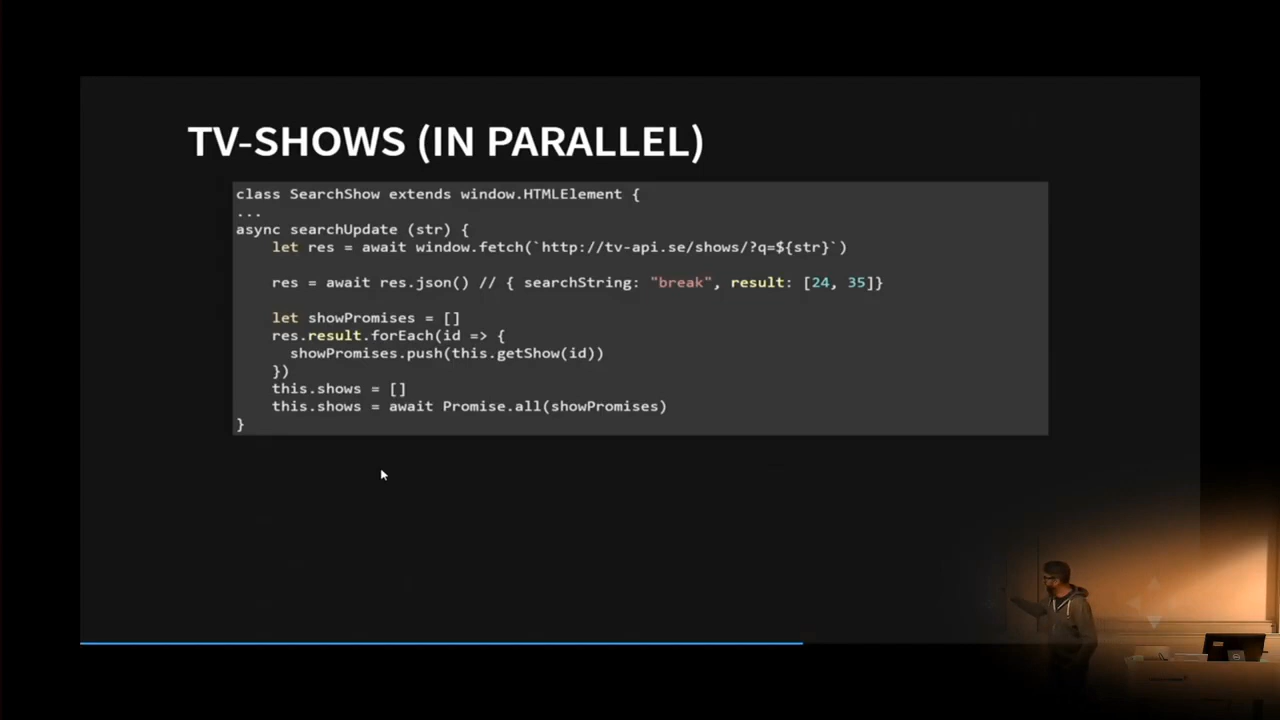 TV-SHOWS (IN PARALLEL)
class SearchShow extends window.HTMLElement {
...
async searchUpdate (str) {
    let res = await window.fetch(`http://tv-api.se/shows/?q=${str}`)
    res = await res.json() // { searchString: "break", result: [24, 35]}
    let showPromises = []
    res.result.forEach(id => {
      showPromises.push(this.getShow(id))
    })
    this.shows = []
    this.shows = await Promise.all(showPromises)
}